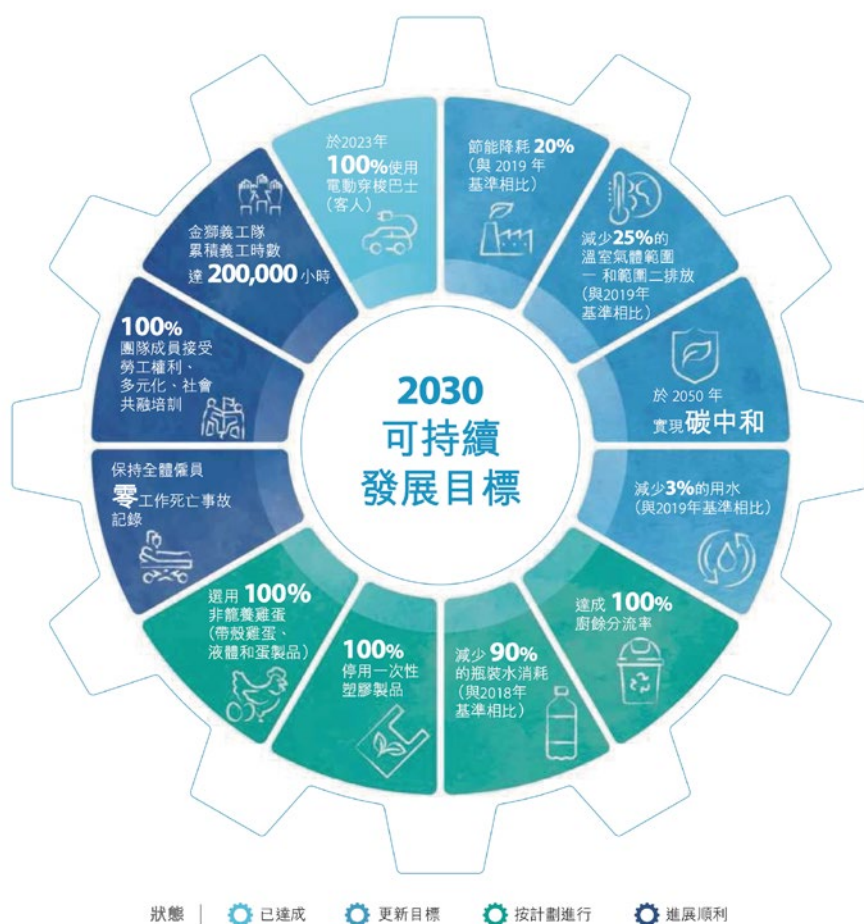 於2023年
100%使用
電動穿梭巴士
(客人)
節能降耗 20%
(與 2019 年
基準相比)
減少25%的
溫室氣體範圍
一 和範圍二排放
(與2019年
基準相比)
於 2050 年
實現碳中和
減少3%的用水
(與2019年基準相比)
達成 100%
廚餘分流率
減少 90%
的瓶裝水消耗
(與2018年
基準相比)
100%
停用一次性
塑膠製品
選用 100%
非籠養雞蛋
(帶殼雞蛋、
液體和蛋製品)
保持全體僱員
零工作死亡事故
記錄
100%
團隊成員接受
勞工權利、
多元化、社會
共融培訓
金獅義工隊
累積義工時數
達 200,000 小時
2030
可持續
發展目標
狀態 已達成 更新目標 按計劃進行 進展順利